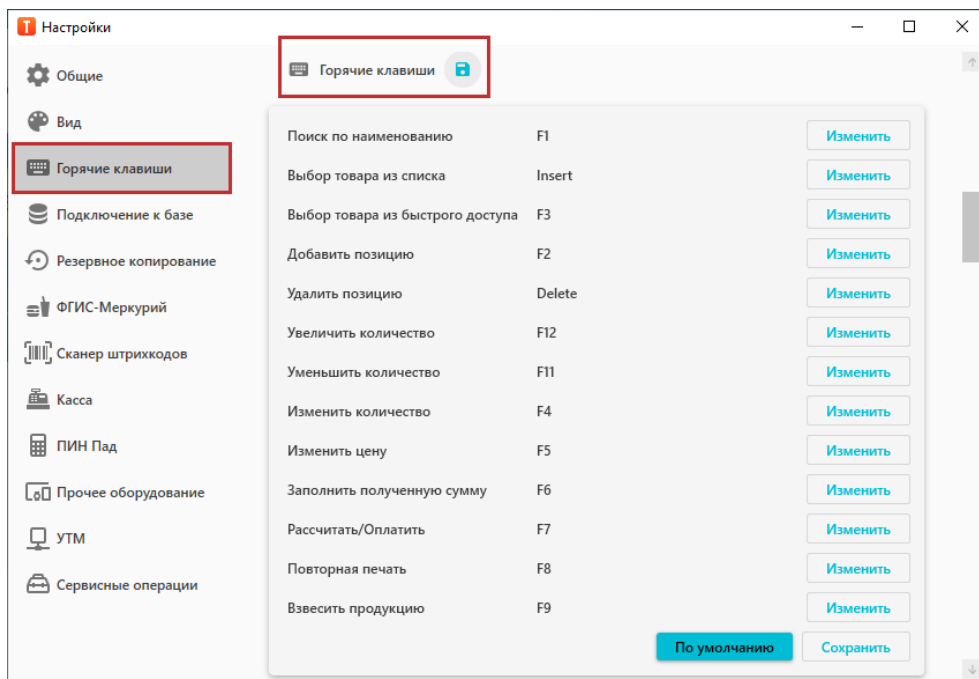 T Настройки
Общие
Вид
Горячие клавиши
Подключение к базе
Резервное копирование
ФГИС-Меркурий
Сканер штрихкодов
Касса
ПИН Пад
Прочее оборудование
УТМ
Сервисные операции
Горячие клавиши
Поиск по наименованию F1 Изменить
Выбор товара из списка Insert Изменить
Выбор товара из быстрого доступа F3 Изменить
Добавить позицию F2 Изменить
Удалить позицию Delete Изменить
Увеличить количество F12 Изменить
Уменьшить количество F11 Изменить
Изменить количество F4 Изменить
Изменить цену F5 Изменить
Заполнить полученную сумму F6 Изменить
Рассчитать/Оплатить F7 Изменить
Повторная печать F8 Изменить
Взвесить продукцию F9 Изменить
По умолчанию Сохранить